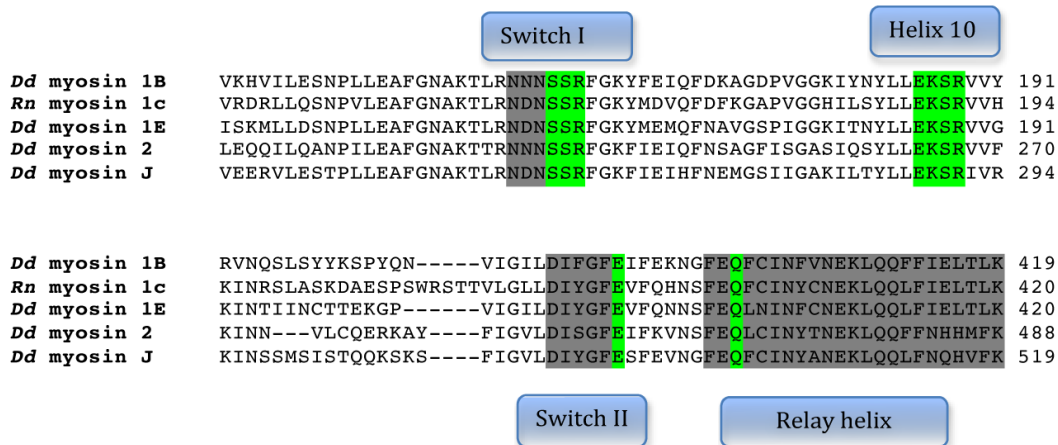 Switch I Helix 10
Dd myosin 1B VKHVILESNPLLEAFGNAKTLRNNNSSRFGKYFEIQFDKAGDPVGGKIYNYLLEKSRVVY 191
Rn myosin 1c VRDRLLQSNPVLEAFGNAKTLRNDNSSRFGKYMDVQFDFKGAPVGGHILSYLLEKSRVVH 194
Dd myosin 1E ISKMLLDSNPLLEAFGNAKTLRNDNSSRFGKYMEMQFNAVGSPIGGKITNYLLEKSRVVG 191
Dd myosin 2 LEQQILQANPILEAFGNAKTTRNNNSSRFGKFIEIQFNSAGFISGASIQSYLLEKSRVVF 270
Dd myosin J VEERVLESTPLLEAFGNAKTLRNDNSSRFGKFIEIHFNEMGSIIGAKILTYLLEKSRIVR 294
Dd myosin 1B RVNQSLSYYKSPYQN-----VIGILDIFGFEIFEKNGFEQFCINFVNEKLQQFFIELTLK 419
Rn myosin 1c KINRSLASKDAESPSWRSTTVLGLLDIYGFEVFQHNSFEQFCINYCNEKLQQLFIELTLK 420
Dd myosin 1E KINTIINCTTEKGP------VIGILDIYGFEVFQNNSFEQLNINFCNEKLQQLFIELTLK 420
Dd myosin 2 KINN---VLCQERKAY----FIGVLDISGFEIFKVNSFEQLCINYTNEKLQQFFNHHMFK 488
Dd myosin J KINSSMSISTQQKSKS----FIGVLDIYGFESFEVNGFEQFCINYANEKLQQLFNQHVFK 519
Switch II Relay helix